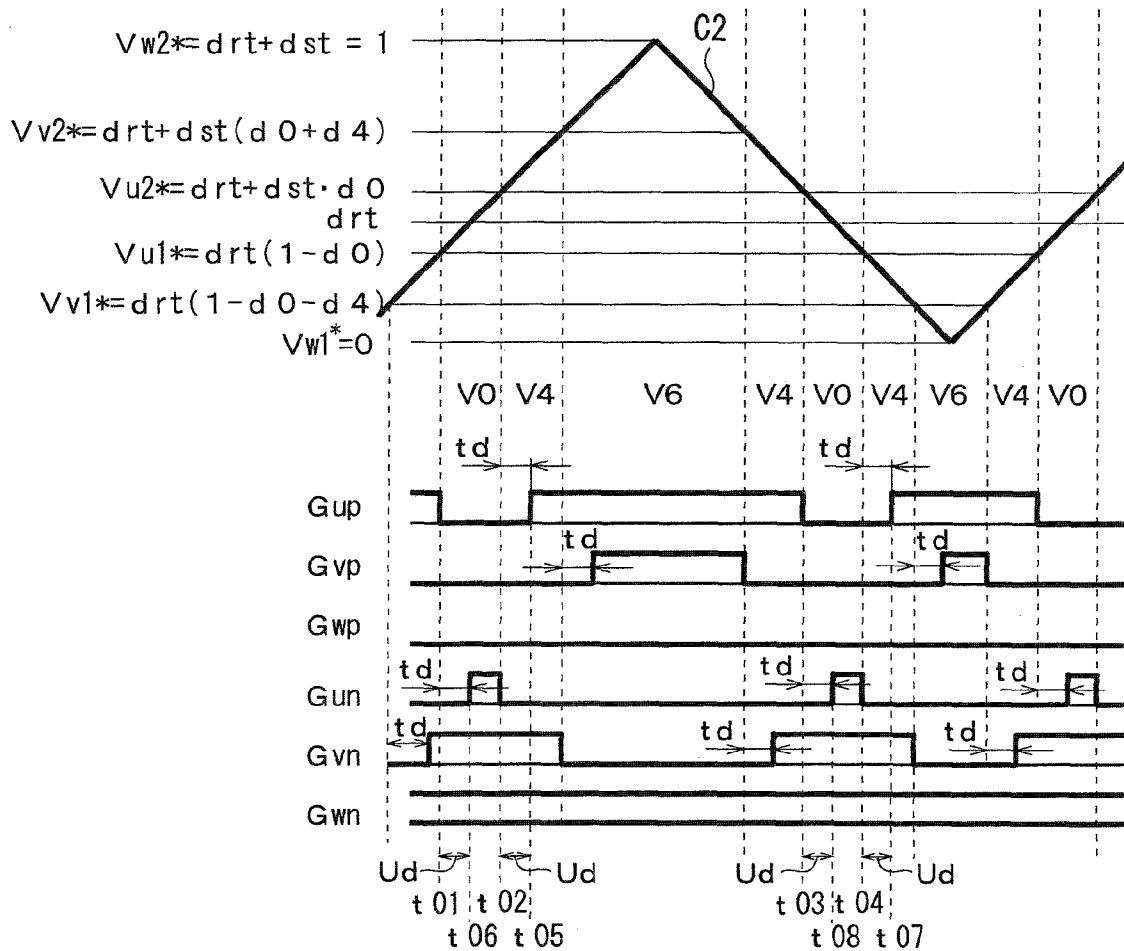 Vw2*=drt+dst = 1
C2
Vv2*=drt+dst(d0+d4)
Vu2*=drt+dst·d0
drt
Vu1*=drt(1-d0)
Vv1*=drt(1-d0-d4)
Vw1*=0
V0 V4 V6 V4 V0 V4 V6 V4 V0
td td
Gup
td td
Gvp
Gwp
td td td
Gun
td td td
Gvn
Gwn
Ud Ud Ud Ud
t01 t02 t03 t04
t06 t05 t08 t07